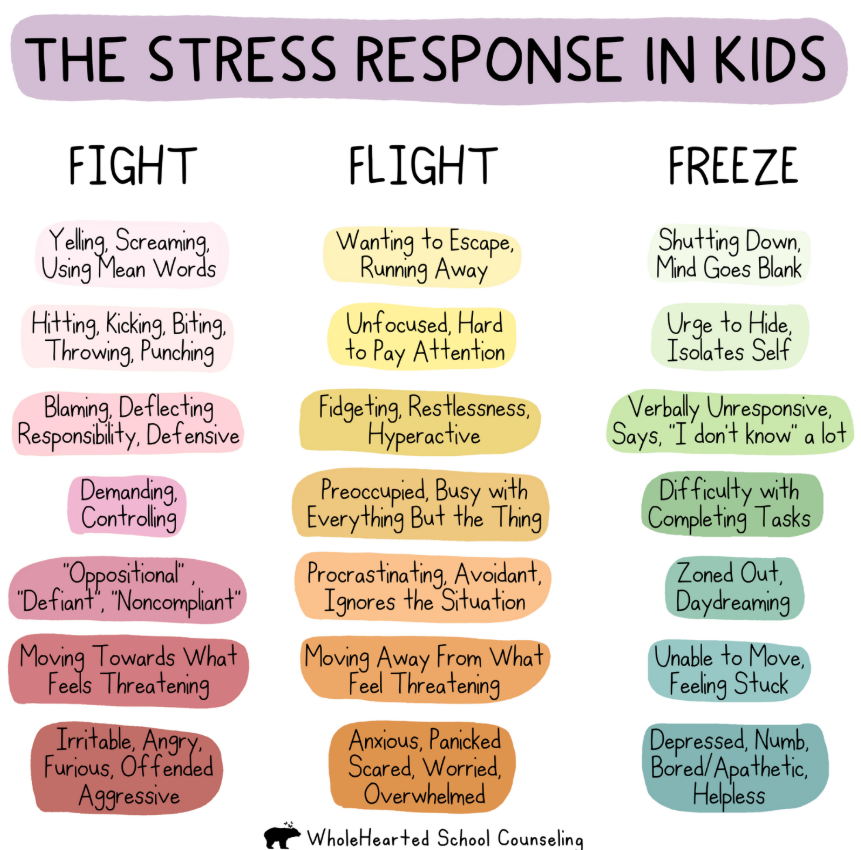 THE STRESS RESPONSE IN KIDS
FIGHT
Yelling, Screaming,
Using Mean Words
Hitting, Kicking, Biting,
Throwing, Punching
Blaming, Deflecting
Responsibility, Defensive
Demanding,
Controlling
"Oppositional",
"Defiant", "Noncompliant"
Moving Towards What
Feels Threatening
Irritable, Angry,
Furious, Offended
Aggressive
FLIGHT
Wanting to Escape,
Running Away
Unfocused, Hard
to Pay Attention
Fidgeting, Restlessness,
Hyperactive
Preoccupied, Busy with
Everything But the Thing
Procrastinating, Avoidant,
Ignores the Situation
Moving Away From What
Feel Threatening
Anxious, Panicked
Scared, Worried,
Overwhelmed
FREEZE
Shutting Down,
Mind Goes Blank
Urge to Hide,
Isolates Self
Verbally Unresponsive,
Says, "I don't know" a lot
Difficulty with
Completing Tasks
Zoned Out,
Daydreaming
Unable to Move,
Feeling Stuck
Depressed, Numb,
Bored/Apathetic,
Helpless
WholeHearted School Counseling